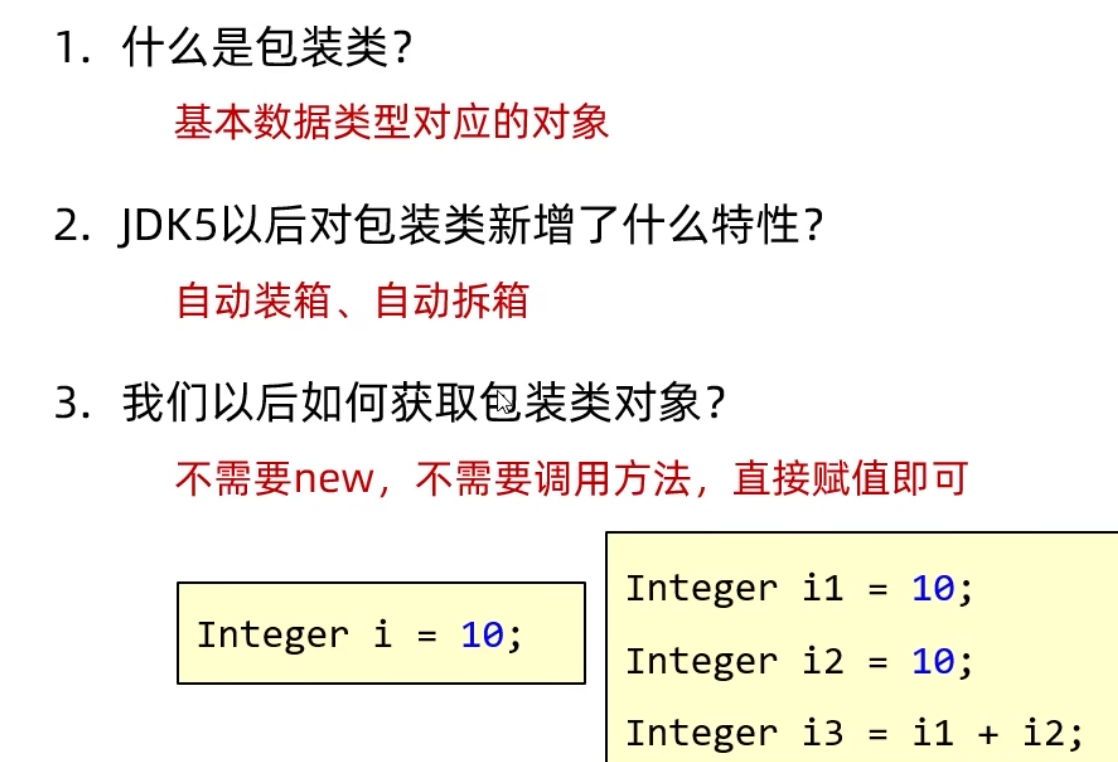 1. 什么是包装类?
基本数据类型对应的对象
2. JDK5以后对包装类新增了什么特性?
自动装箱、自动拆箱
3. 我们以后如何获取包装类对象?
不需要new，不需要调用方法，直接赋值即可
Integer i = 10;
Integer i1 = 10;
Integer i2 = 10;
Integer i3 = i1 + i2;